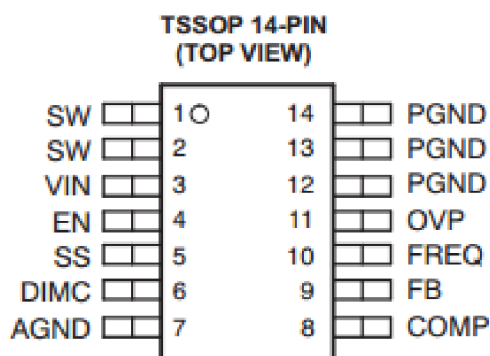 TSSOP 14-PIN
(TOP VIEW)
SW 1 14 PGND
SW 2 13 PGND
VIN 3 12 PGND
EN 4 11 OVP
SS 5 10 FREQ
DIMC 6 9 FB
AGND 7 8 COMP